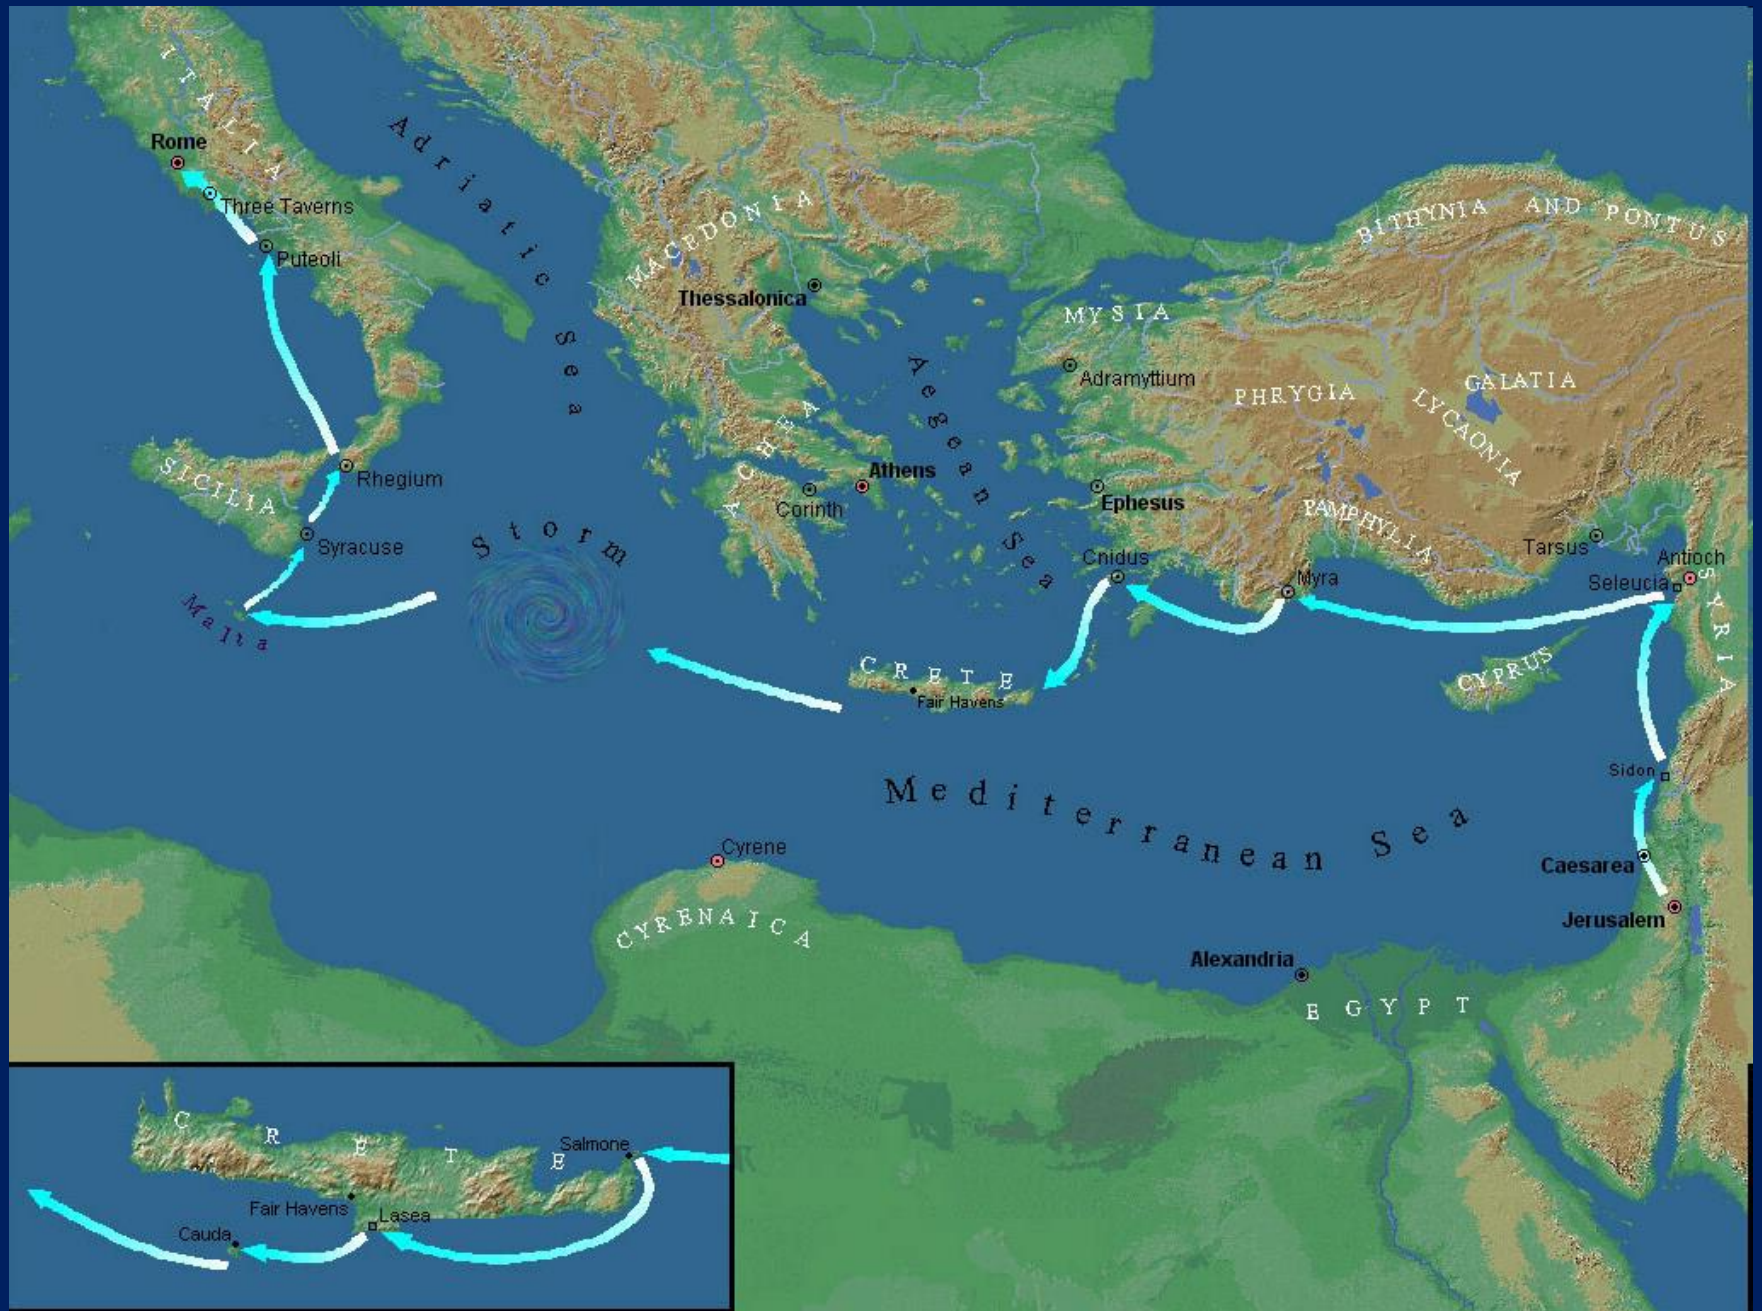 ITALIA
Rome
Three Taverns
Puteoli
Adriatic Sea
MACEDONIA
Thessalonica
BITHYNIA AND PONTUS
MYSIA
Adramyttium
PHRYGIA
GALATIA
LYCAONIA
Aegean Sea
ACHEA
Athens
Corinth
Ephesus
PAMPHYLIA
SICILIA
Rhegium
Syracuse
Storm
Malta
Cnidus
Myra
Tarsus
Antioch
Seleucia
SYRIA
CYPRUS
CRETE
Fair Havens
Sidon
Mediterranean Sea
Caesarea
Jerusalem
Cyrene
CYRENAICA
Alexandria
EGYPT
CRETE
Salmone
Fair Havens
Lasea
Cauda